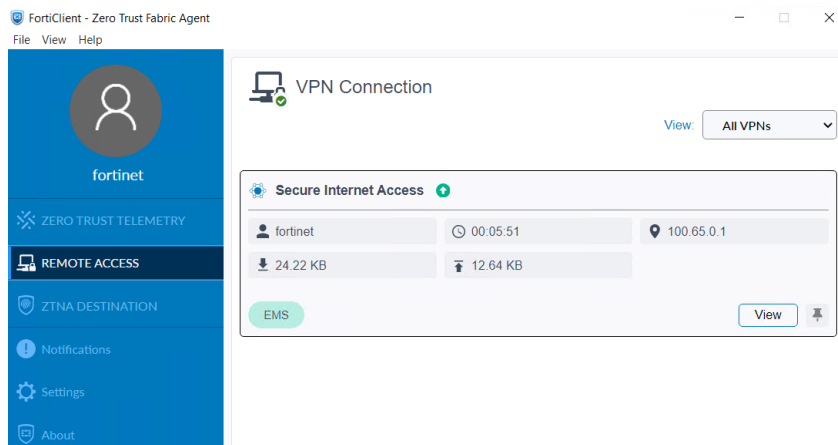 FortiClient - Zero Trust Fabric Agent
File View Help
fortinet
ZERO TRUST TELEMETRY
REMOTE ACCESS
ZTNA DESTINATION
Notifications
Settings
About
VPN Connection
View: All VPNs
Secure Internet Access
fortinet 00:05:51 100.65.0.1
24.22 KB 12.64 KB
EMS View